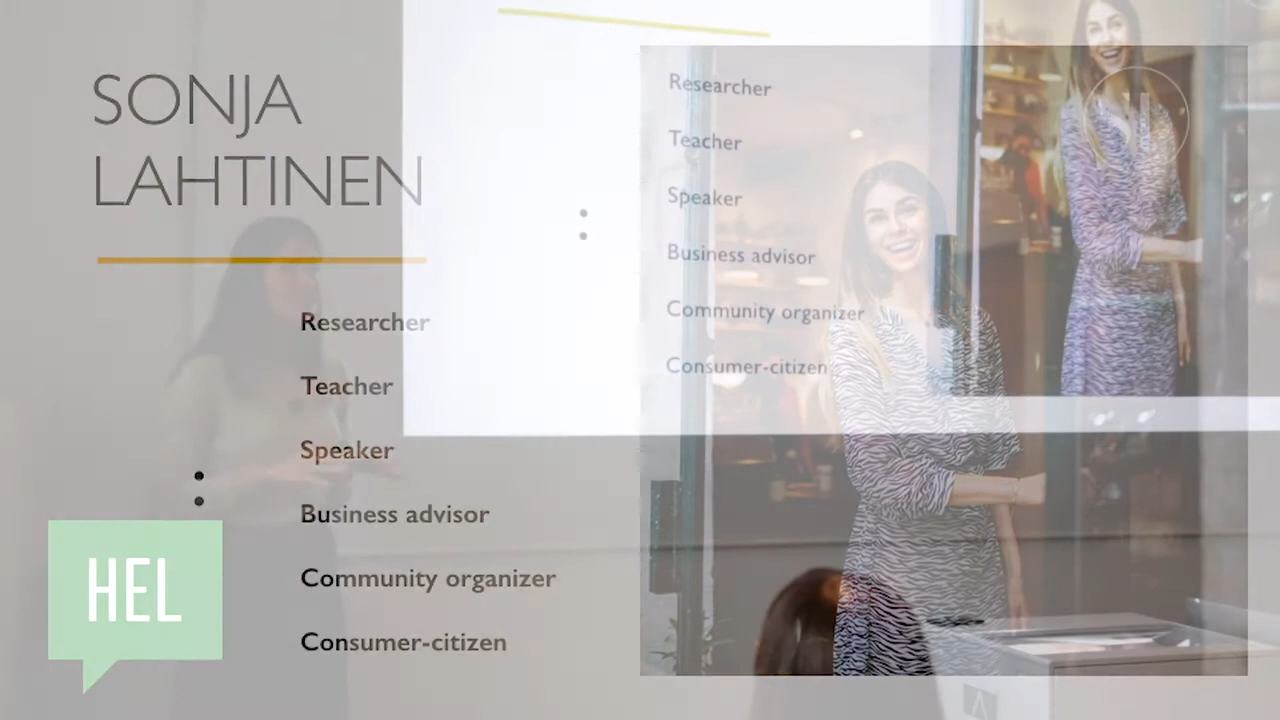 SONJA
LAHTINEN
Researcher
Teacher
Speaker
Business advisor
Community organizer
Consumer-citizen
Researcher
Teacher
Speaker
Business advisor
Community organizer
Consumer-citizen
HEL